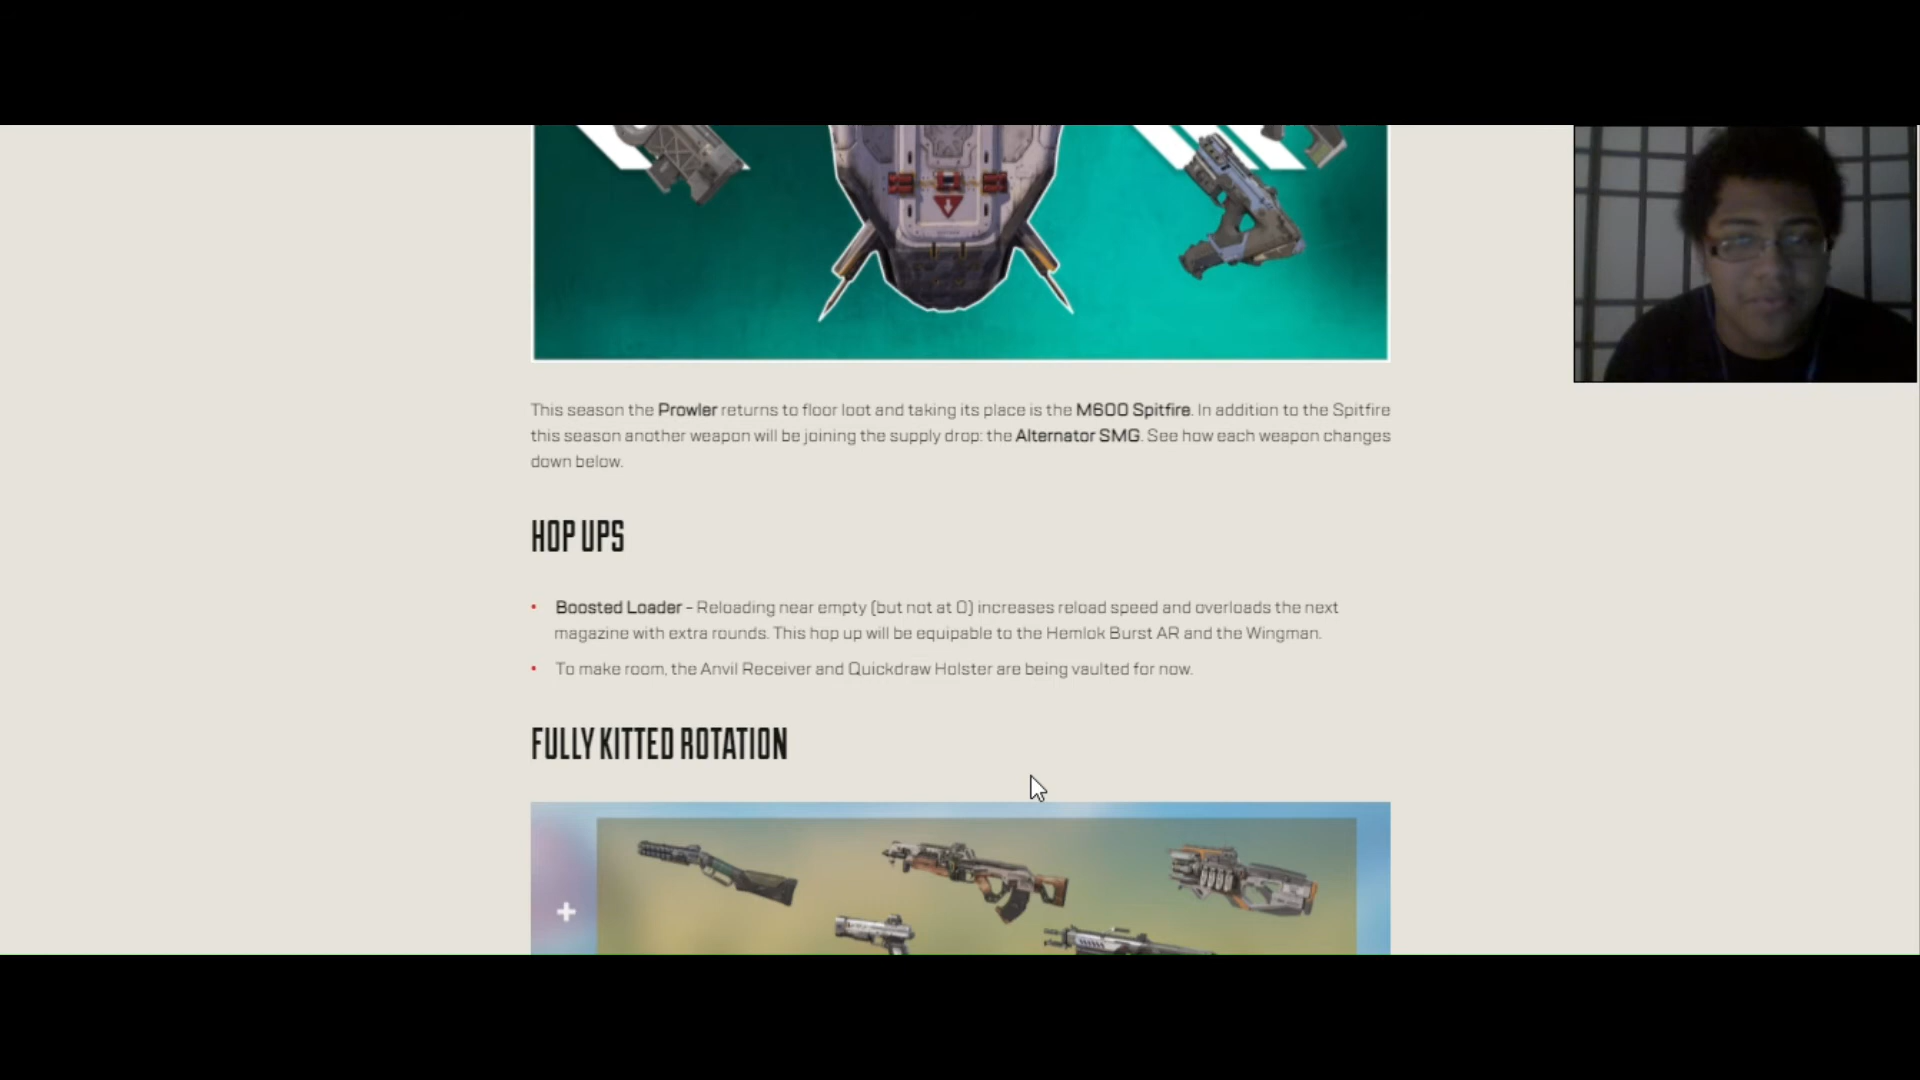 This season the Prowler returns to floor loot and taking its place is the M600 Spitfire. In addition to the Spitfire
this season another weapon will be joining the supply drop: the Alternator SMG. See how each weapon changes
down below.
HOP UPS
• Boosted Loader - Reloading near empty (but not at 0) increases reload speed and overloads the next
magazine with extra rounds. This hop up will be equipable to the Hemlok Burst AR and the Wingman.
• To make room, the Anvil Receiver and Quickdraw Holster are being vaulted for now.
FULLY KITTED ROTATION